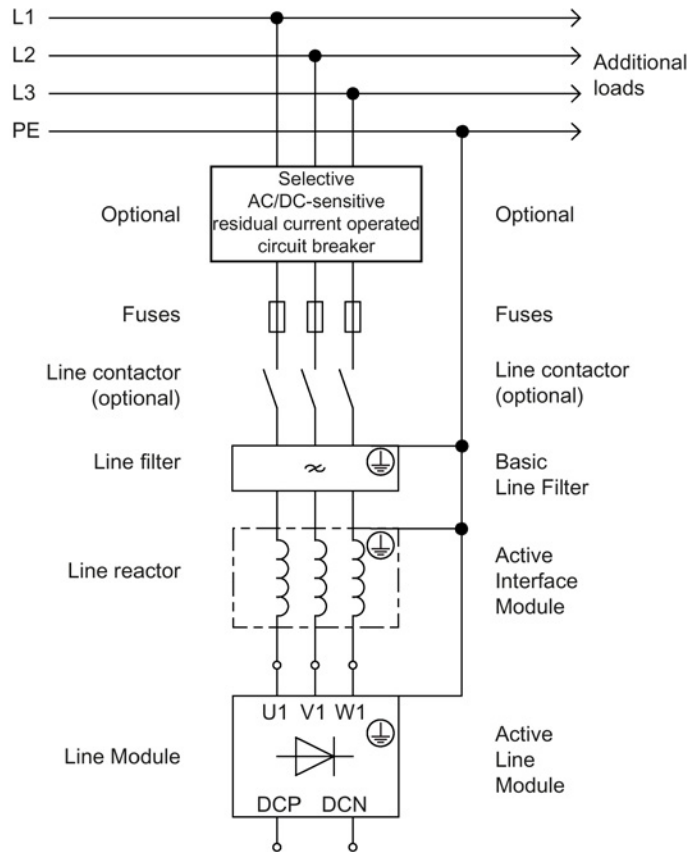 L1
L2
L3
PE
Additional
loads
Selective
AC/DC-sensitive
residual current operated
circuit breaker
Optional
Optional
Fuses
Fuses
Line contactor
(optional)
Line contactor
(optional)
Line filter
Basic
Line Filter
Line reactor
Active
Interface
Module
U1 V1 W1
Line Module
Active
Line
Module
DCP DCN